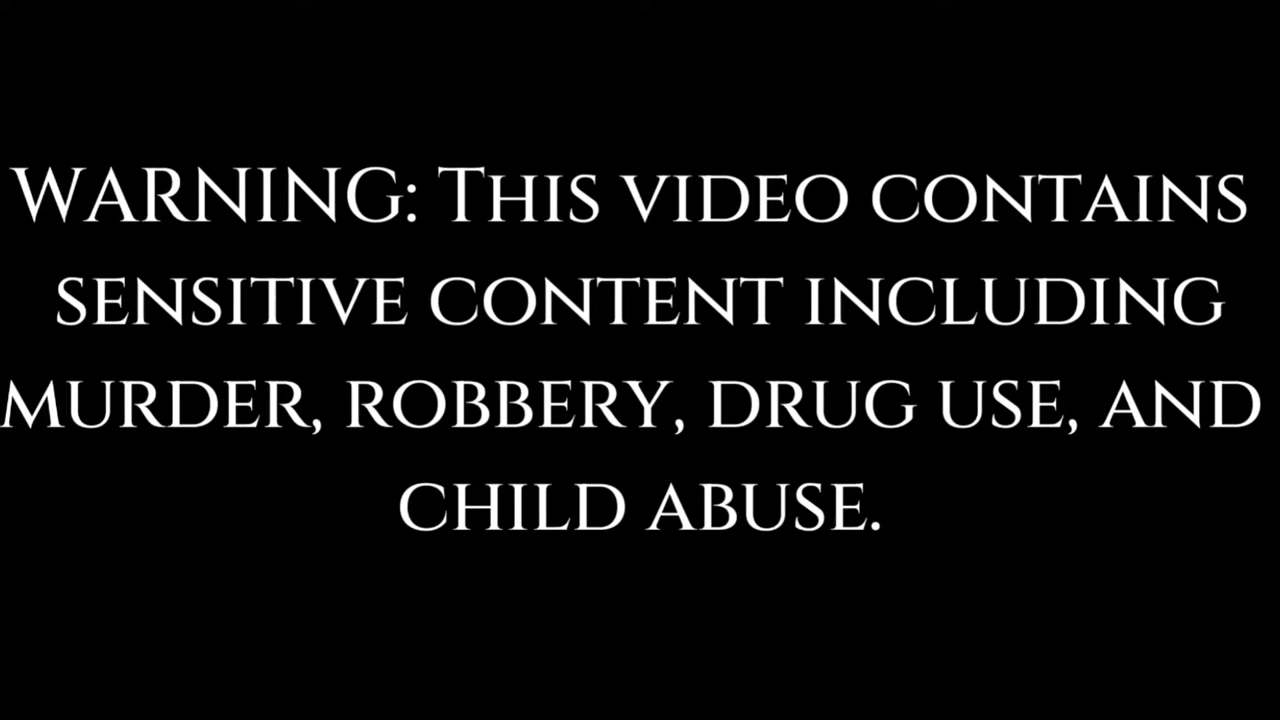 WARNING: This video contains
sensitive content including
murder, robbery, drug use, and
child abuse.